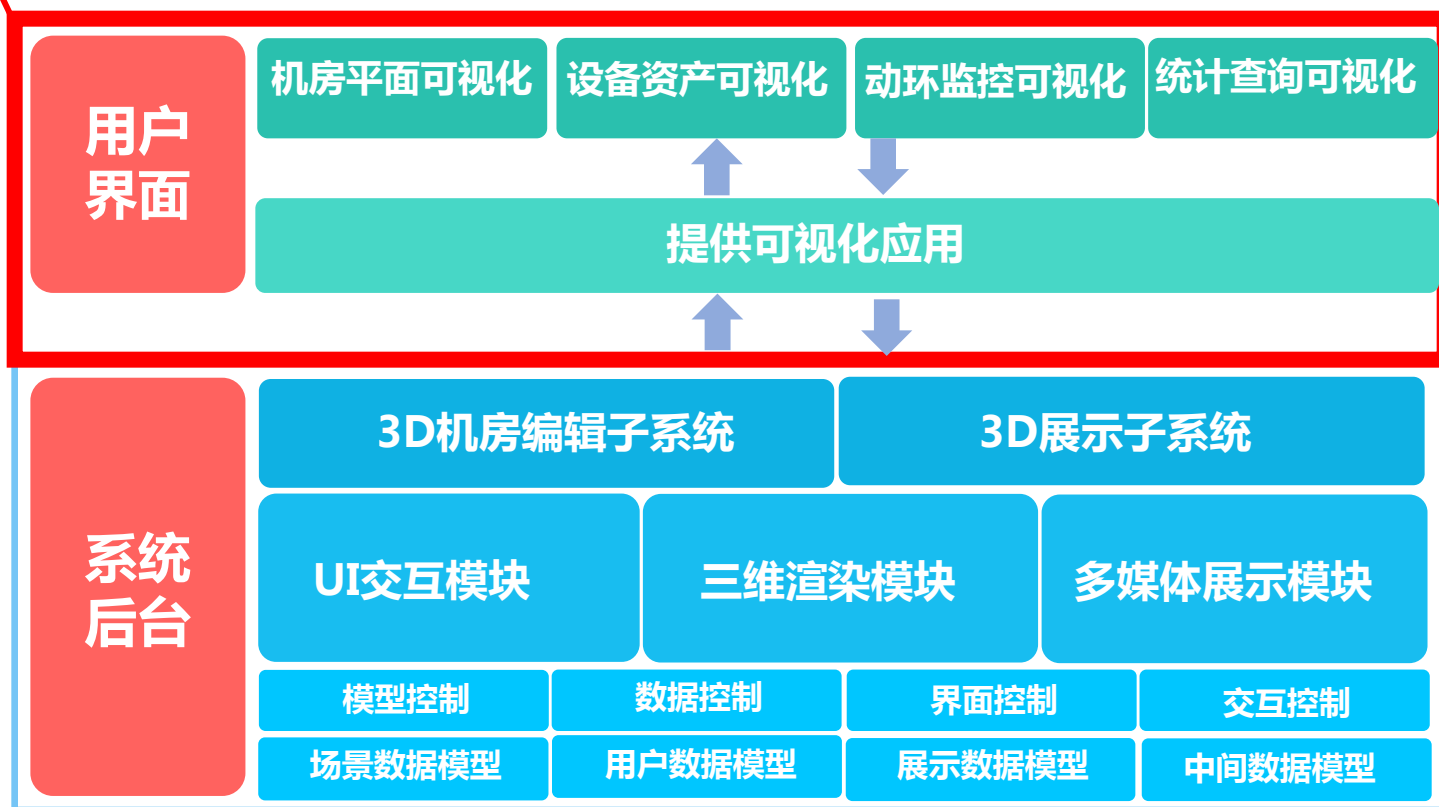 用户
界面
机房平面可视化
设备资产可视化
动环监控可视化
统计查询可视化
提供可视化应用
系统
后台
3D机房编辑子系统
3D展示子系统
UI交互模块
三维渲染模块
多媒体展示模块
模型控制
数据控制
界面控制
交互控制
场景数据模型
用户数据模型
展示数据模型
中间数据模型